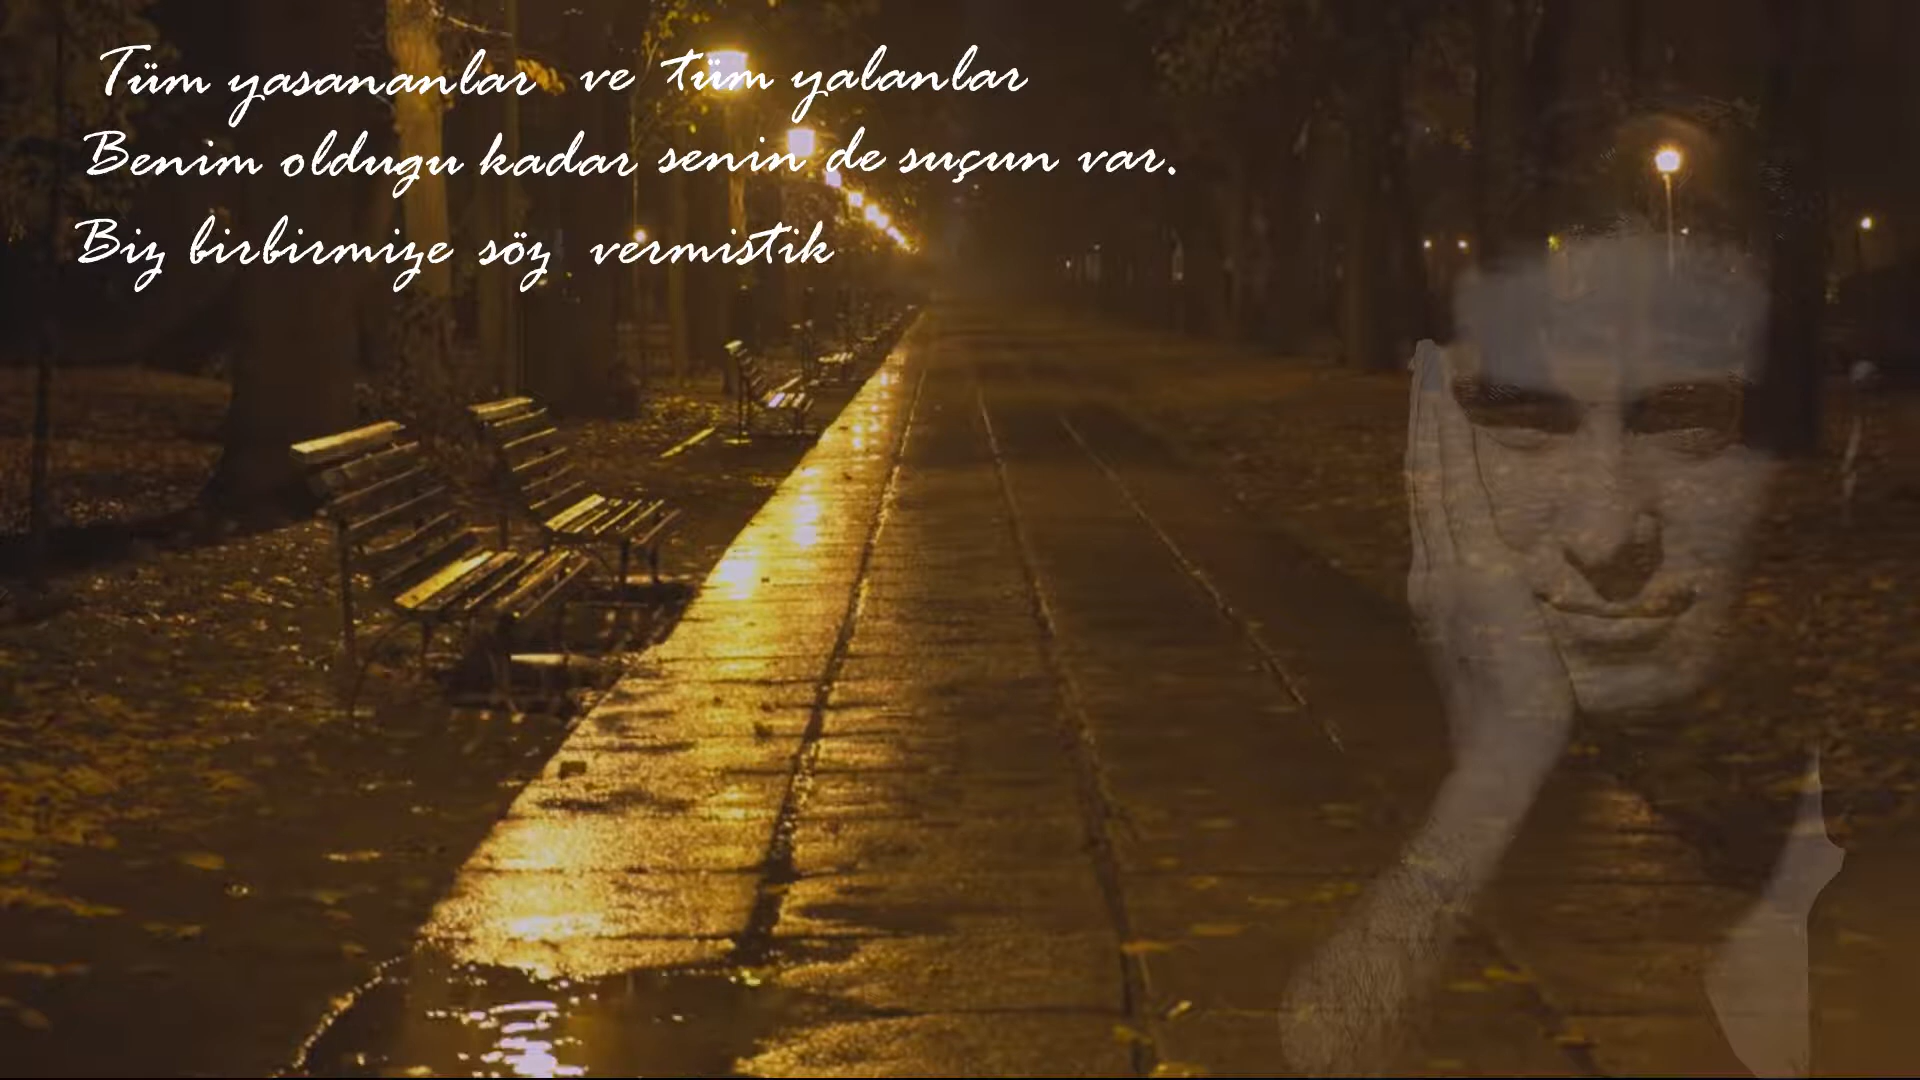 Tüm yasananlar ve tüm yalanlar
Benim oldugu kadar senin de suçun var.
Biz birbirmize söz vermistik